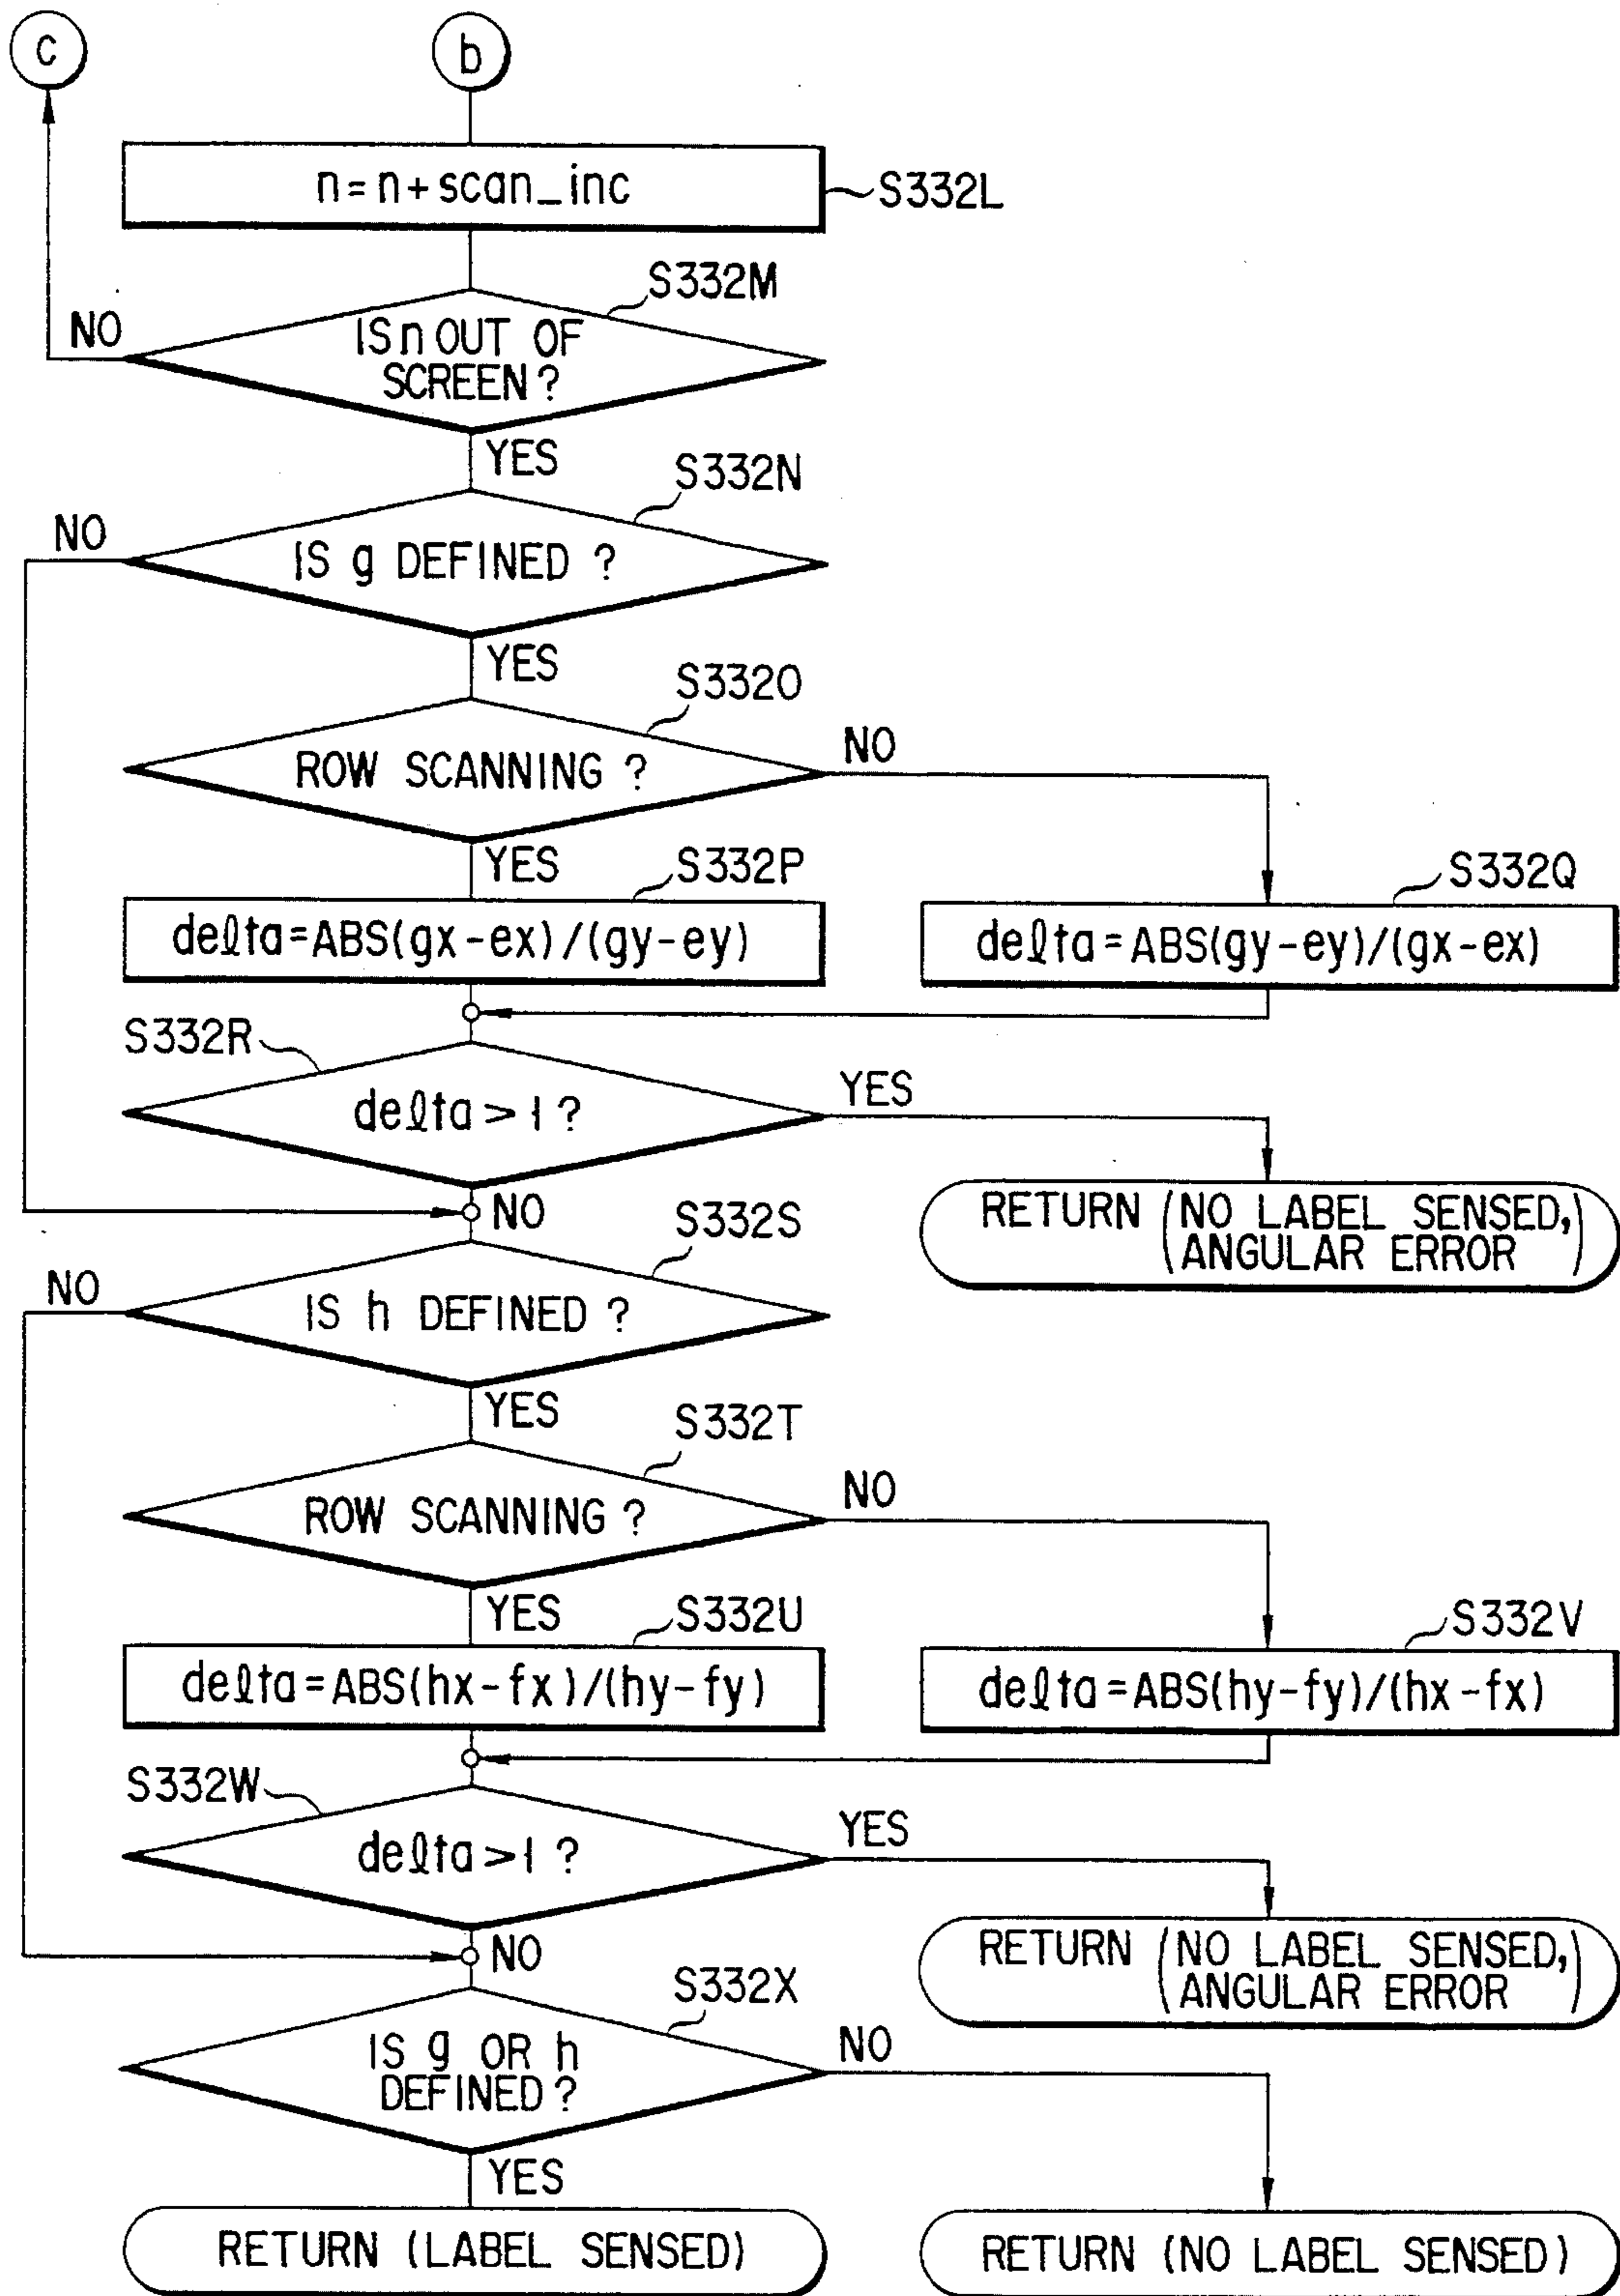 c
b
n=n+scan_inc
S332L
S332M
NO
IS n OUT OF
SCREEN?
YES
S332N
NO
IS g DEFINED ?
YES
S332O
ROW SCANNING ?
NO
YES
S332P
S332Q
delta=ABS(gx-ex)/(gy-ey)
delta=ABS(gy-ey)/(gx-ex)
S332R
delta>1?
YES
NO
RETURN (NO LABEL SENSED,
ANGULAR ERROR)
S332S
NO
IS h DEFINED ?
YES
S332T
ROW SCANNING ?
NO
YES
S332U
S332V
delta=ABS(hx-fx)/(hy-fy)
delta=ABS(hy-fy)/(hx-fx)
S332W
delta>1?
YES
NO
RETURN (NO LABEL SENSED,
ANGULAR ERROR)
S332X
IS g OR h
DEFINED?
NO
YES
RETURN (LABEL SENSED)
RETURN (NO LABEL SENSED)